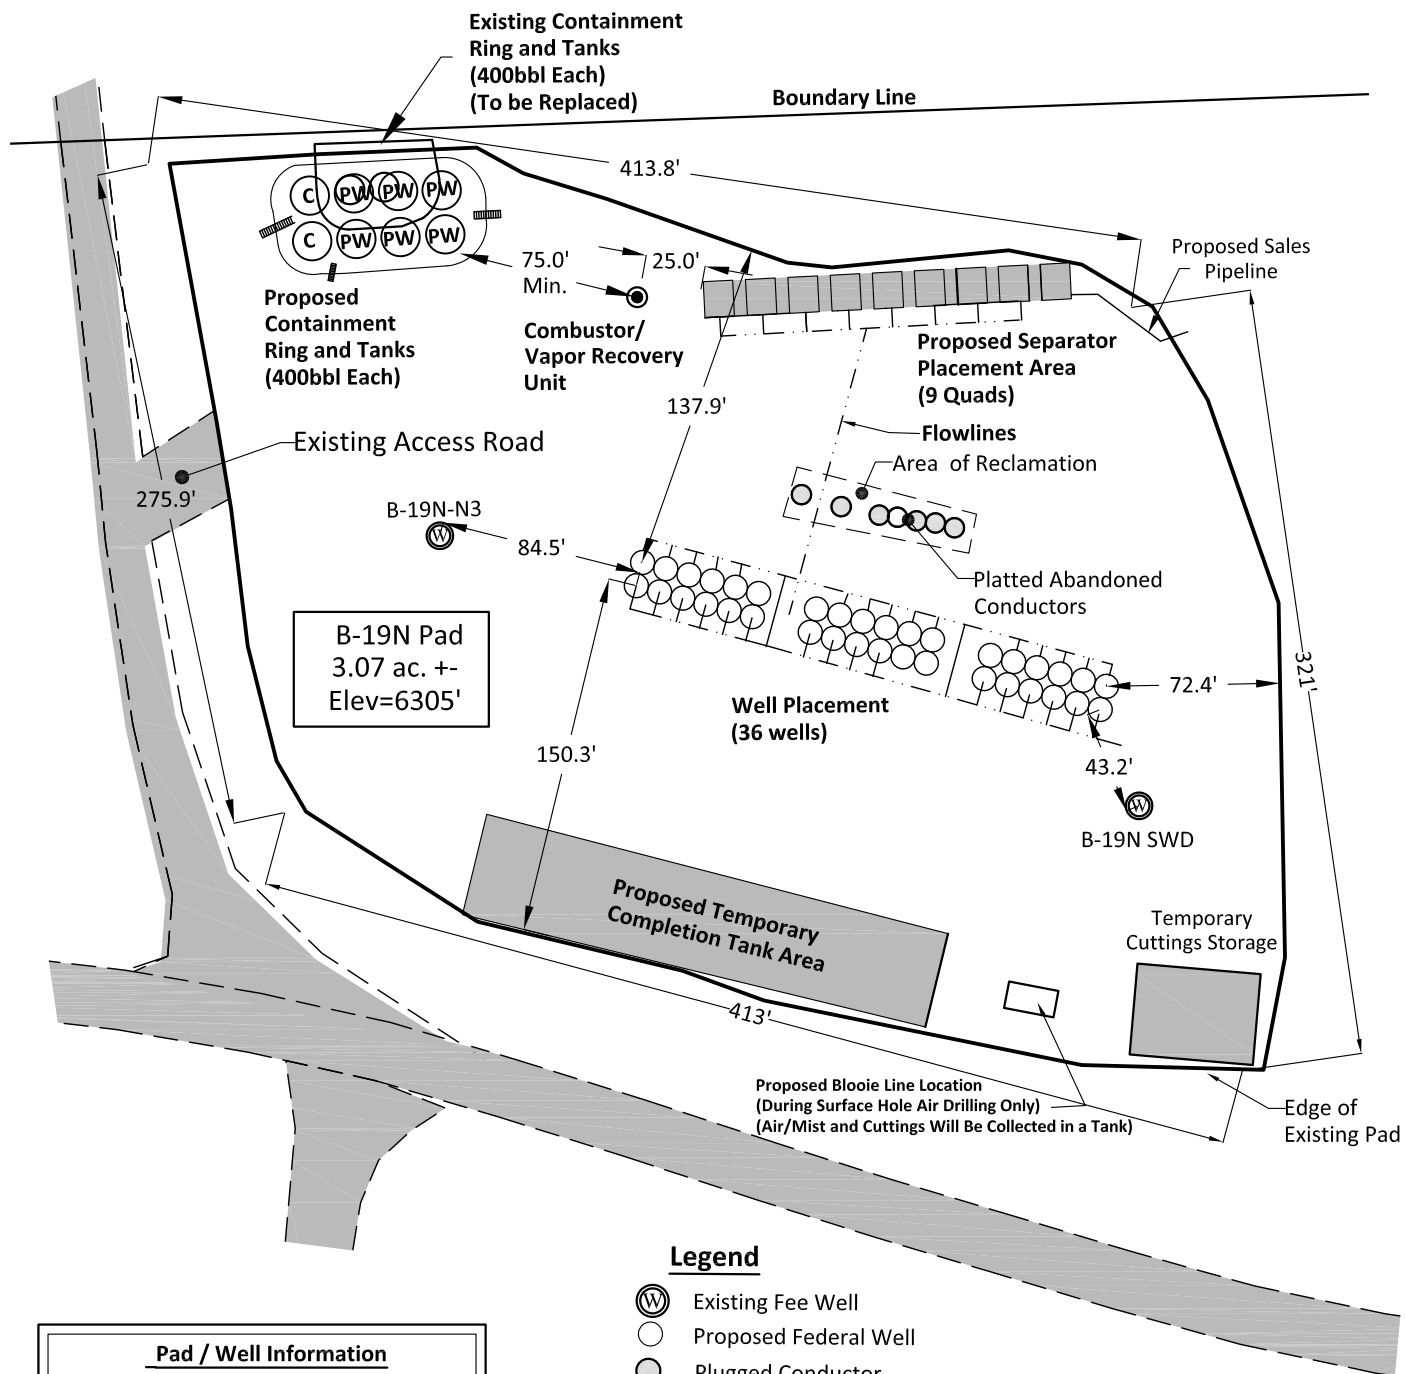 Existing Containment
Ring and Tanks
(400bbl Each)
(To be Replaced)
Boundary Line
413.8'
C
PW
PW
PW
C
PW
PW
PW
75.0'
Min.
25.0'
Proposed Sales
Pipeline
Proposed
Containment
Ring and Tanks
(400bbl Each)
Combustor/
Vapor Recovery
Unit
Proposed Separator
Placement Area
(9 Quads)
137.9'
Flowlines
Existing Access Road
Area of Reclamation
275.9'
B-19N-N3
W
84.5'
Platted Abandoned
Conductors
B-19N Pad
3.07 ac. +-
Elev=6305'
321'
72.4'
Well Placement
(36 wells)
150.3'
43.2'
W
B-19N SWD
Proposed Temporary
Completion Tank Area
Temporary
Cuttings Storage
413'
Proposed Blooie Line Location
(During Surface Hole Air Drilling Only)
(Air/Mist and Cuttings Will Be Collected in a Tank)
Edge of
Existing Pad
Legend
W Existing Fee Well
Proposed Federal Well
Plugged Conductor
Pad / Well Information